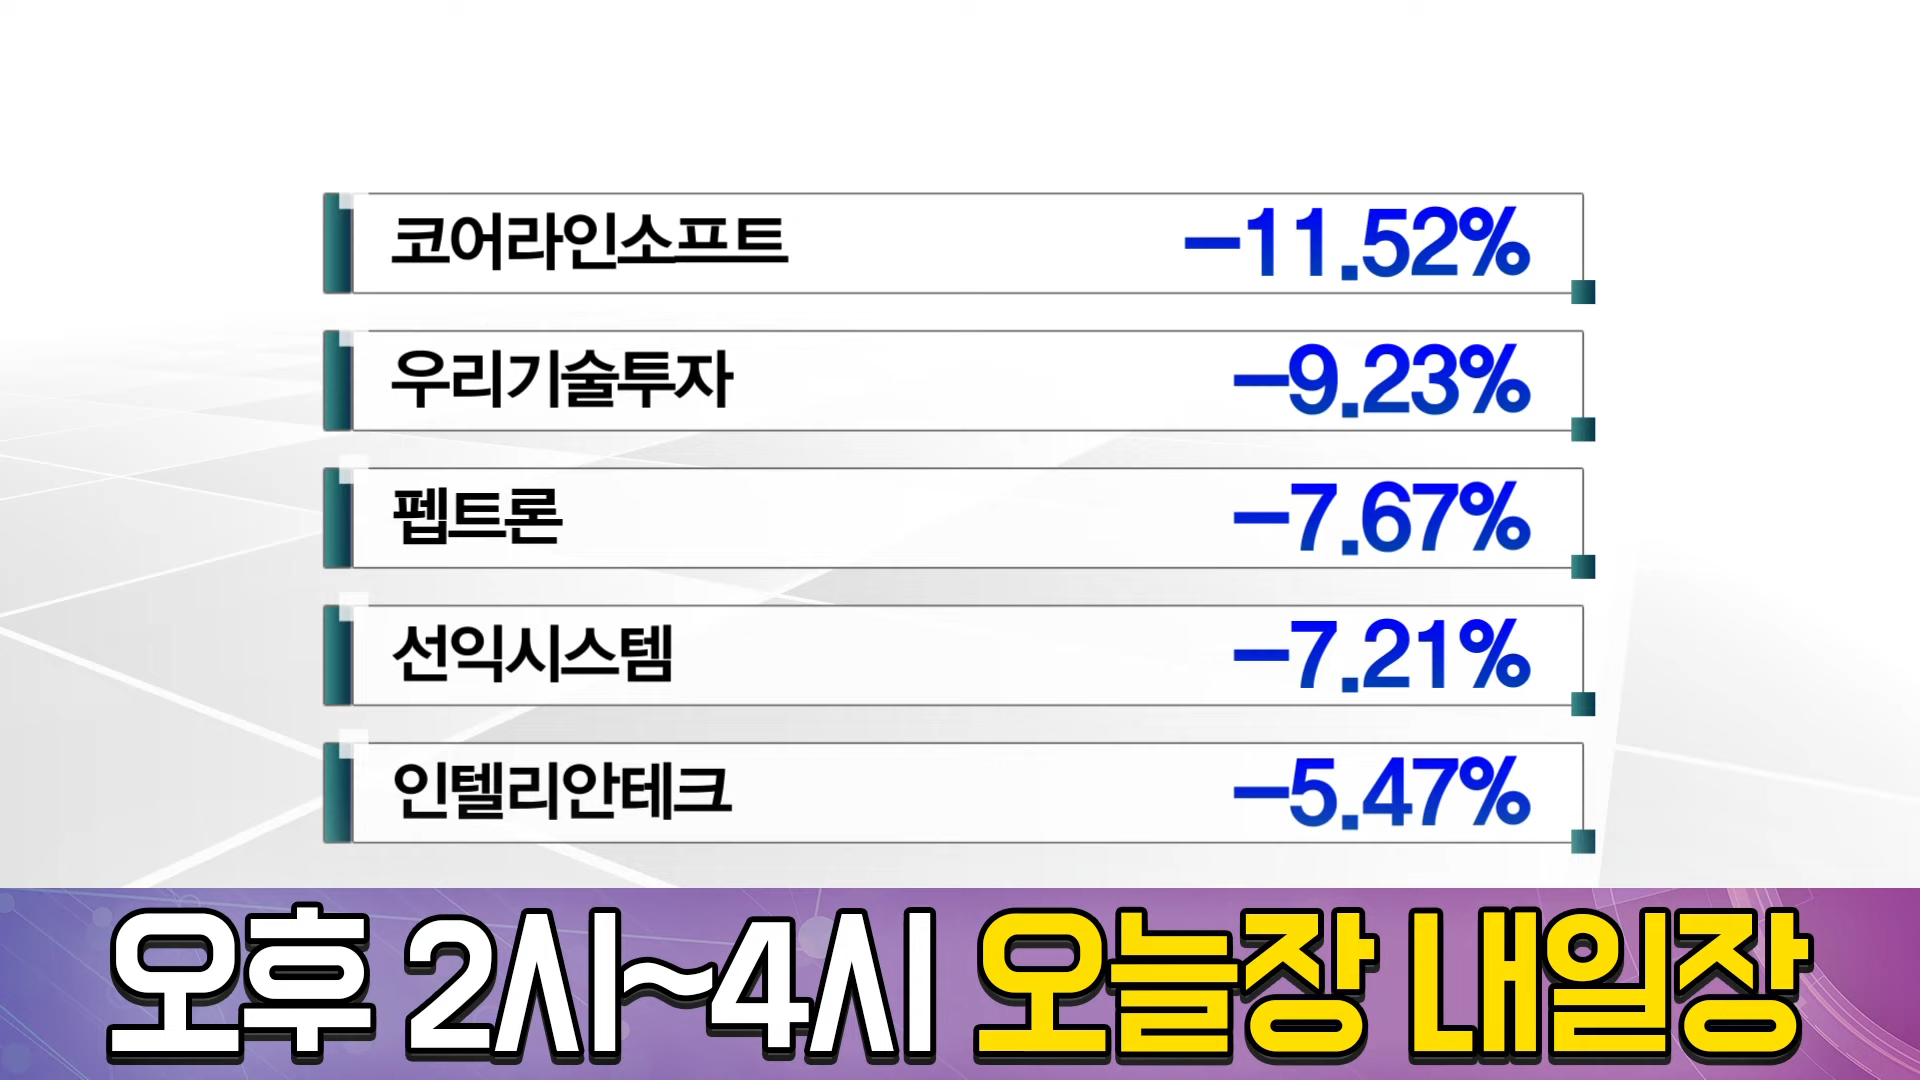 코어라인소프트 -11.52%
우리기술투자 -9.23%
펩트론 -7.67%
선익시스템 -7.21%
인텔리안테크 -5.47%
오후 2시~4시 오늘장 내일장